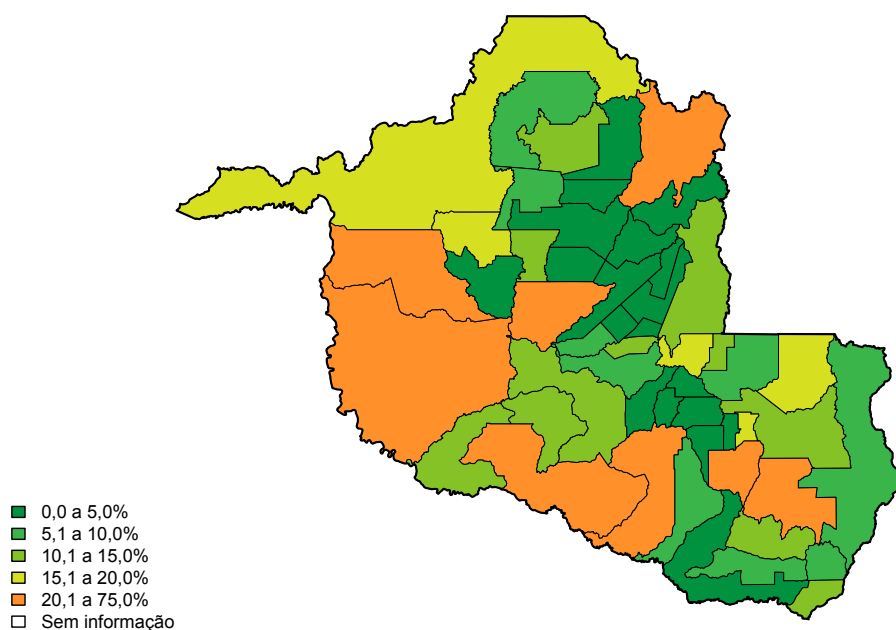 0,0 a 5,0%
5,1 a 10,0%
10,1 a 15,0%
15,1 a 20,0%
20,1 a 75,0%
Sem informação